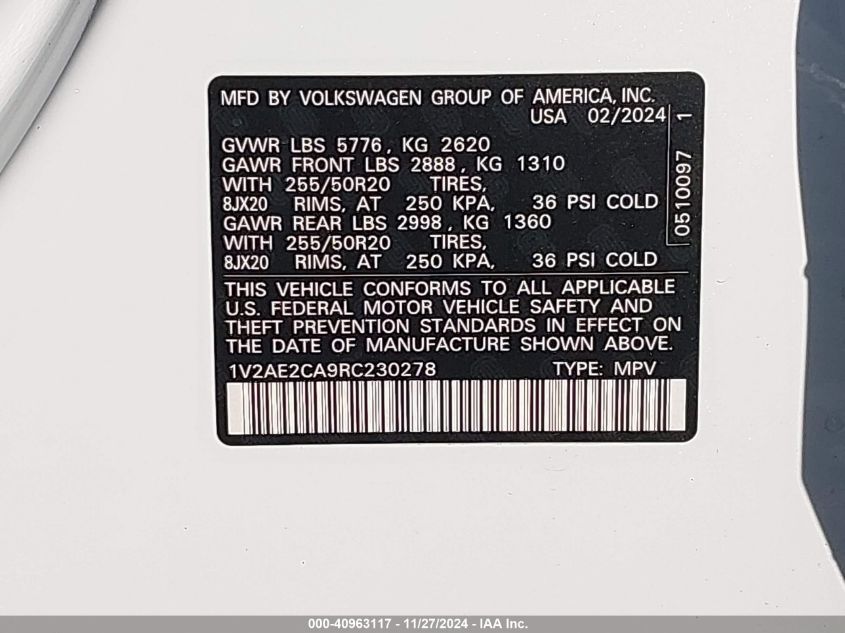 MFD BY VOLKSWAGEN GROUP OF AMERICA, INC.
USA 02/2024
GVWR LBS 5776, KG 2620
GAWR FRONT LBS 2888, KG 1310
WITH 255/50R20 TIRES,
8JX20 RIMS, AT 250 KPA, 36 PSI COLD
GAWR REAR LBS 2998, KG 1360
WITH 255/50R20 TIRES,
8JX20 RIMS, AT 250 KPA, 36 PSI COLD
0510097 1
THIS VEHICLE CONFORMS TO ALL APPLICABLE
U.S. FEDERAL MOTOR VEHICLE SAFETY AND
THEFT PREVENTION STANDARDS IN EFFECT ON
THE DATE OF MANUFACTURE SHOWN ABOVE.
1V2AE2CA9RC230278 TYPE: MPV
000-40963117 - 11/27/2024 - IAA Inc.